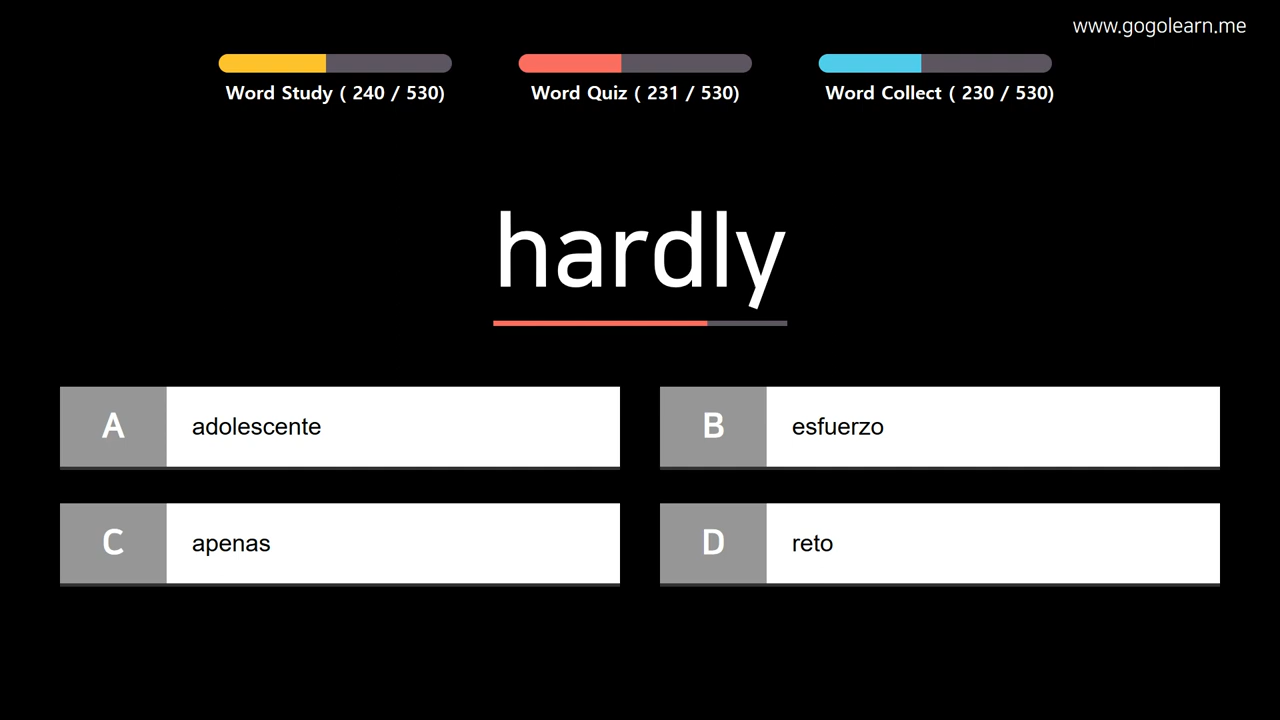 www.gogolearn.me
Word Study ( 240 / 530)
Word Quiz ( 231 / 530)
Word Collect ( 230 / 530)
hardly
A adolescente
B esfuerzo
C apenas
D reto